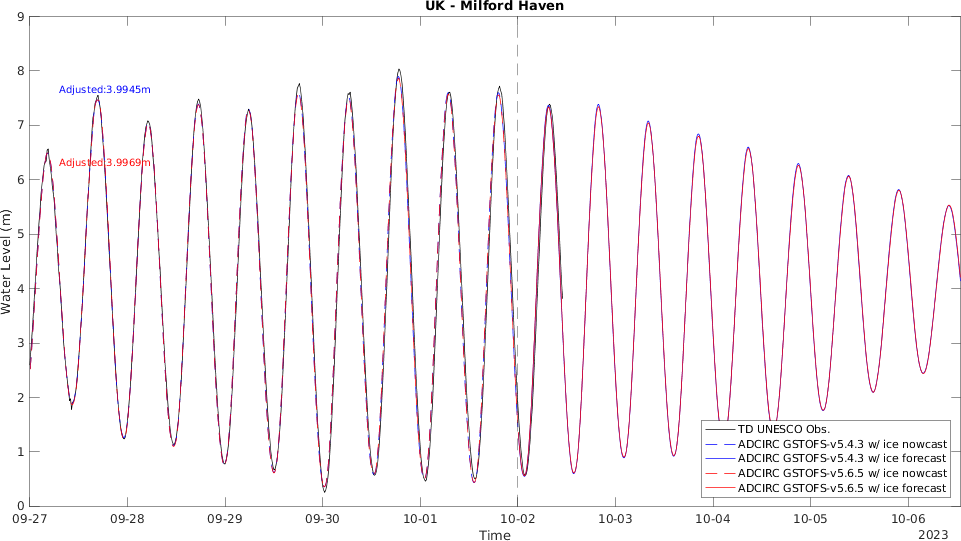 UK - Milford Haven
9
8
7
6
5
4
3
2
1
0
Water Level (m)
Adjusted:3.9945m
Adjusted:3.9969m
TD UNESCO Obs.
ADCIRC GSTOFS-v5.4.3 w/ ice nowcast
ADCIRC GSTOFS-v5.4.3 w/ ice forecast
ADCIRC GSTOFS-v5.6.5 w/ ice nowcast
ADCIRC GSTOFS-v5.6.5 w/ ice forecast
09-27 09-28 09-29 09-30 10-01 10-02 10-03 10-04 10-05 10-06
Time
2023